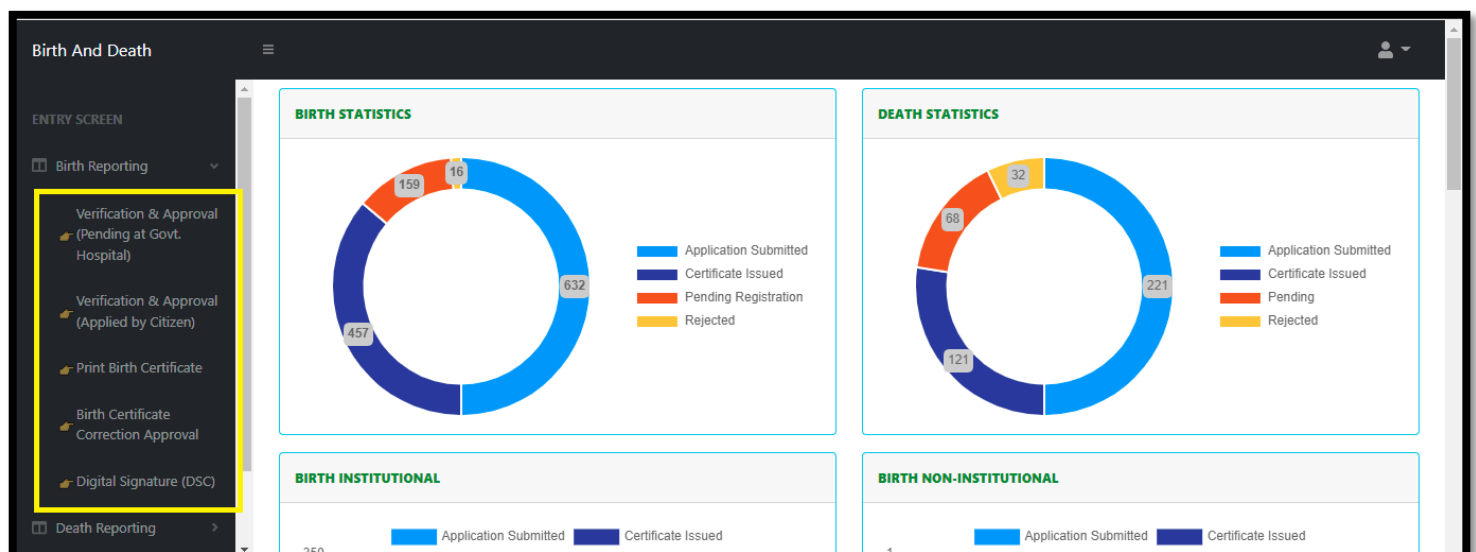 Birth And Death
ENTRY SCREEN
Birth Reporting
Verification & Approval
(Pending at Govt.
Hospital)
Verification & Approval
(Applied by Citizen)
Print Birth Certificate
Birth Certificate
Correction Approval
Digital Signature (DSC)
Death Reporting
BIRTH STATISTICS
159
16
632
457
Application Submitted
Certificate Issued
Pending Registration
Rejected
DEATH STATISTICS
32
68
221
121
Application Submitted
Certificate Issued
Pending
Rejected
BIRTH INSTITUTIONAL
Application Submitted Certificate Issued
BIRTH NON-INSTITUTIONAL
Application Submitted Certificate Issued